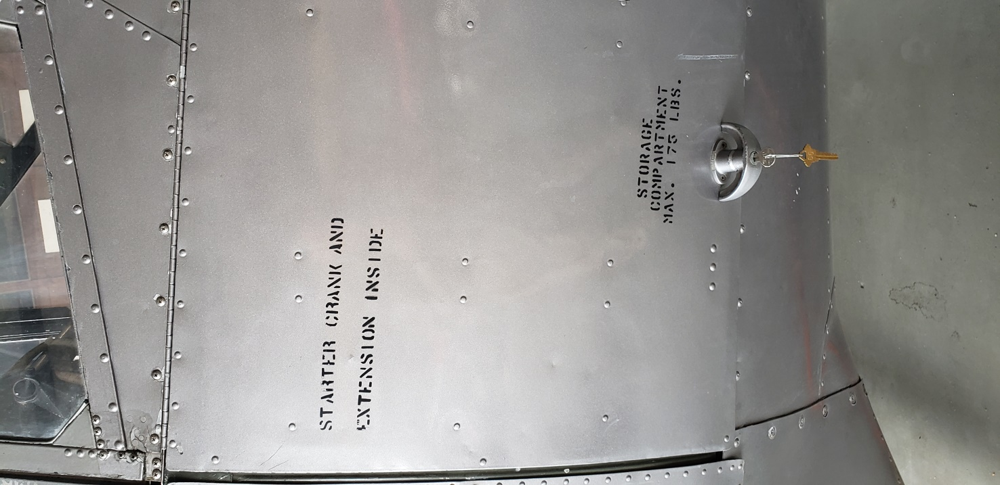 STARTER CRANK AND
EXTENSION INSIDE
STORAGE
COMPARTMENT
MAX. 175 LBS.